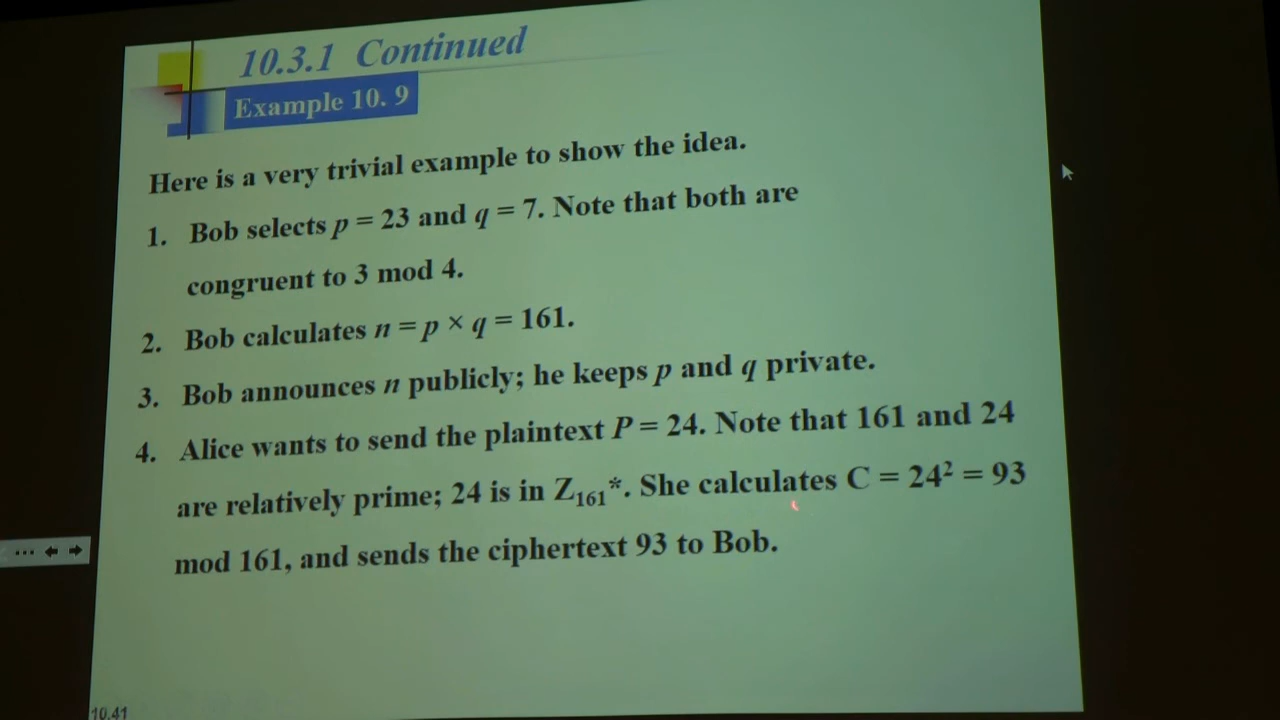 10.3.1 Continued
Example 10. 9
Here is a very trivial example to show the idea.
1. Bob selects p = 23 and q = 7. Note that both are
congruent to 3 mod 4.
2. Bob calculates n = p × q = 161.
3. Bob announces n publicly; he keeps p and q private.
4. Alice wants to send the plaintext P = 24. Note that 161 and 24
are relatively prime; 24 is in Z₁₆₁*. She calculates C = 24² = 93
mod 161, and sends the ciphertext 93 to Bob.
10.41